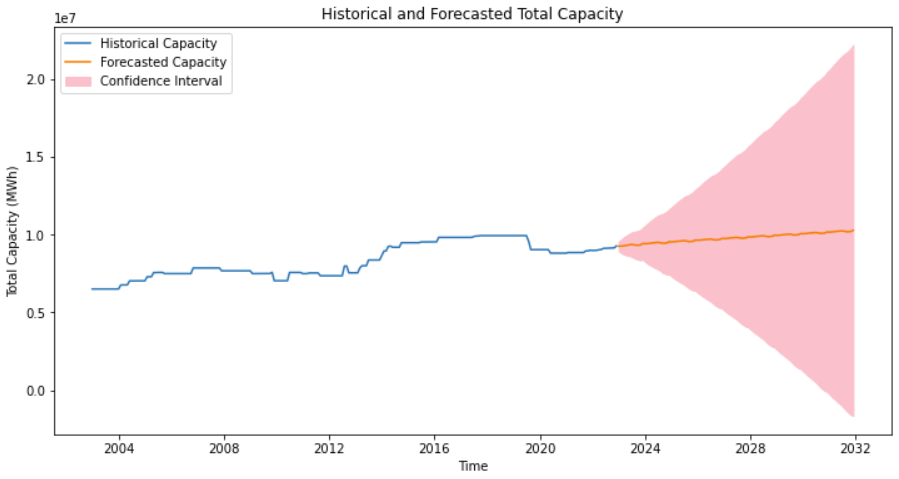 Historical and Forecasted Total Capacity
1e7
Historical Capacity
Forecasted Capacity
Confidence Interval
2.0
1.5
1.0
0.5
0.0
Total Capacity (MWh)
2004 2008 2012 2016 2020 2024 2028 2032
Time